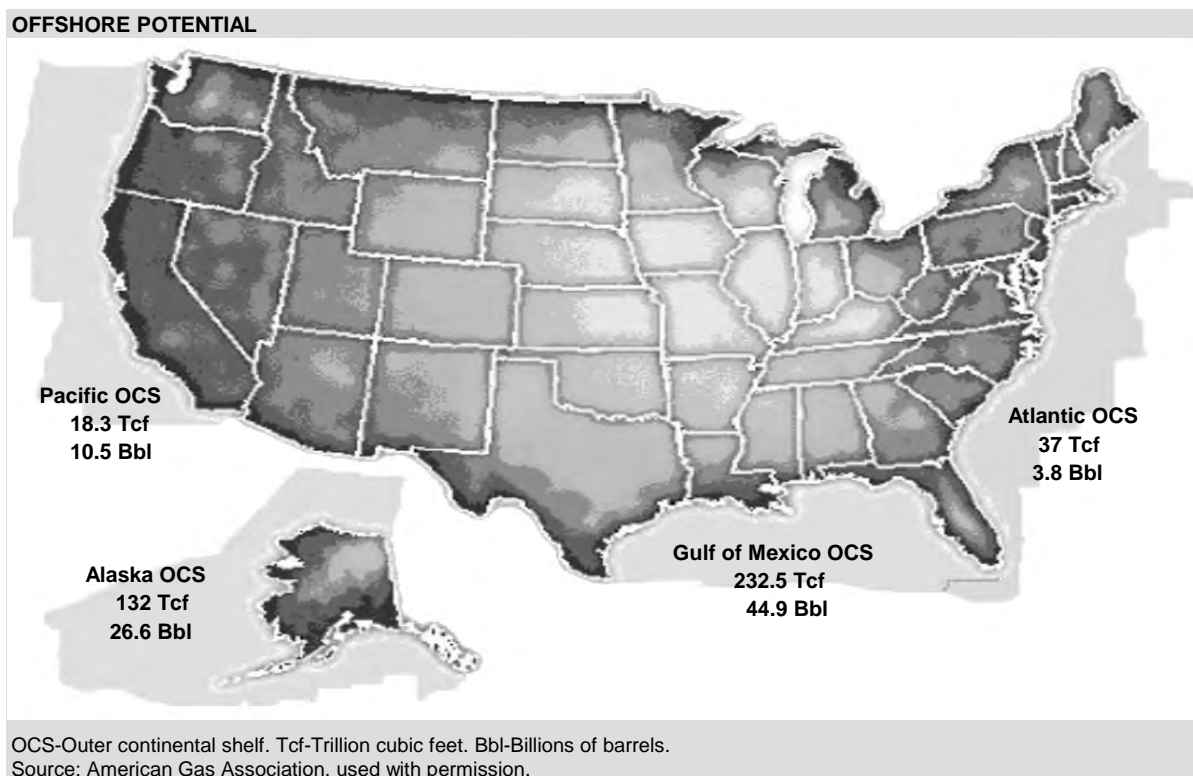 OFFSHORE POTENTIAL
Pacific OCS
18.3 Tcf
10.5 Bbl
Atlantic OCS
37 Tcf
3.8 Bbl
Gulf of Mexico OCS
232.5 Tcf
44.9 Bbl
Alaska OCS
132 Tcf
26.6 Bbl
OCS-Outer continental shelf. Tcf-Trillion cubic feet. Bbl-Billions of barrels.
Source: American Gas Association, used with permission.